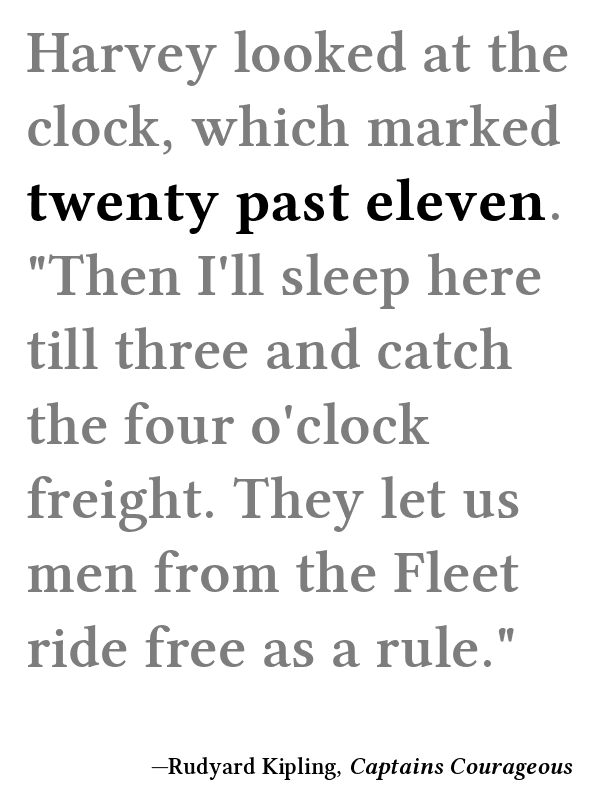 Harvey looked at the
clock, which marked
twenty past eleven.
"Then I'll sleep here
till three and catch
the four o'clock
freight. They let us
men from the Fleet
ride free as a rule."
—Rudyard Kipling, Captains Courageous